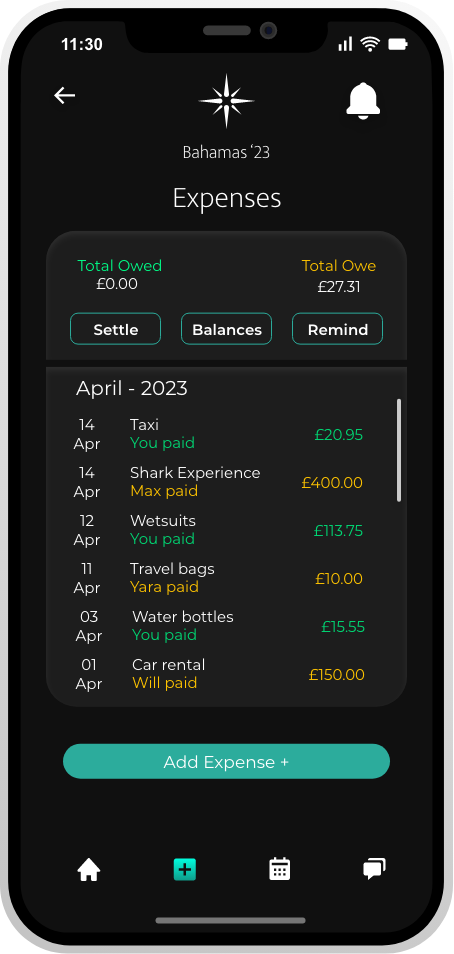 11:30
Bahamas ‘23
Expenses
Total Owed Total Owe
£0.00 £27.31
Settle Balances Remind
April - 2023
14 Taxi
Apr You paid £20.95
14 Shark Experience
Apr Max paid £400.00
12 Wetsuits
Apr You paid £113.75
11 Travel bags
Apr Yara paid £10.00
03 Water bottles
Apr You paid £15.55
01 Car rental
Apr Will paid £150.00
Add Expense +